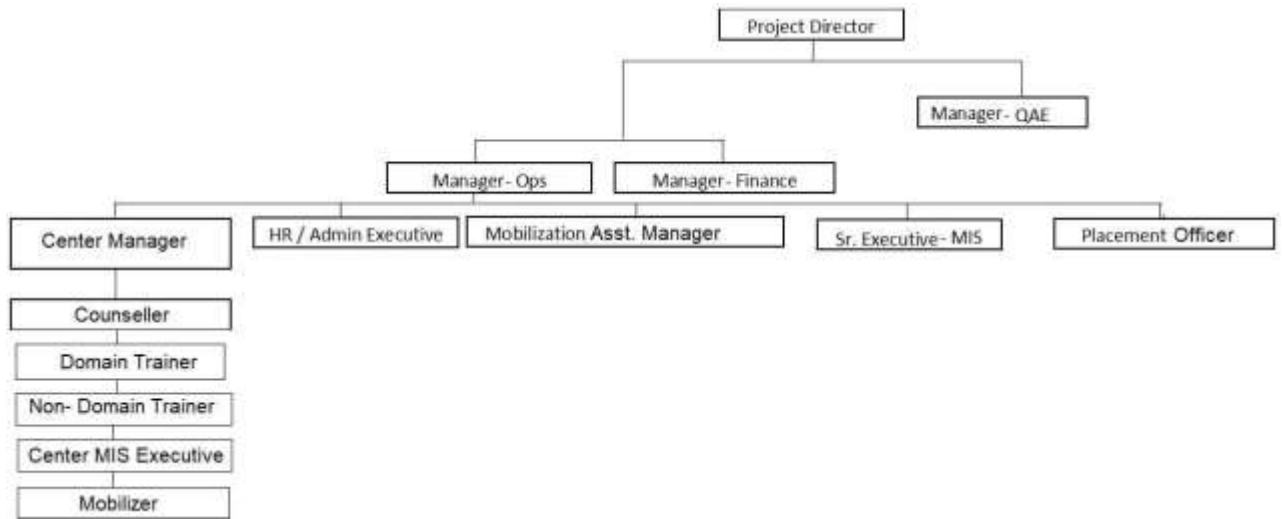 Project Director
Manager- QAE
Manager- Ops
Manager- Finance
Center Manager
HR / Admin Executive
Mobilization Asst. Manager
Sr. Executive- MIS
Placement Officer
Counseller
Domain Trainer
Non- Domain Trainer
Center MIS Executive
Mobilizer